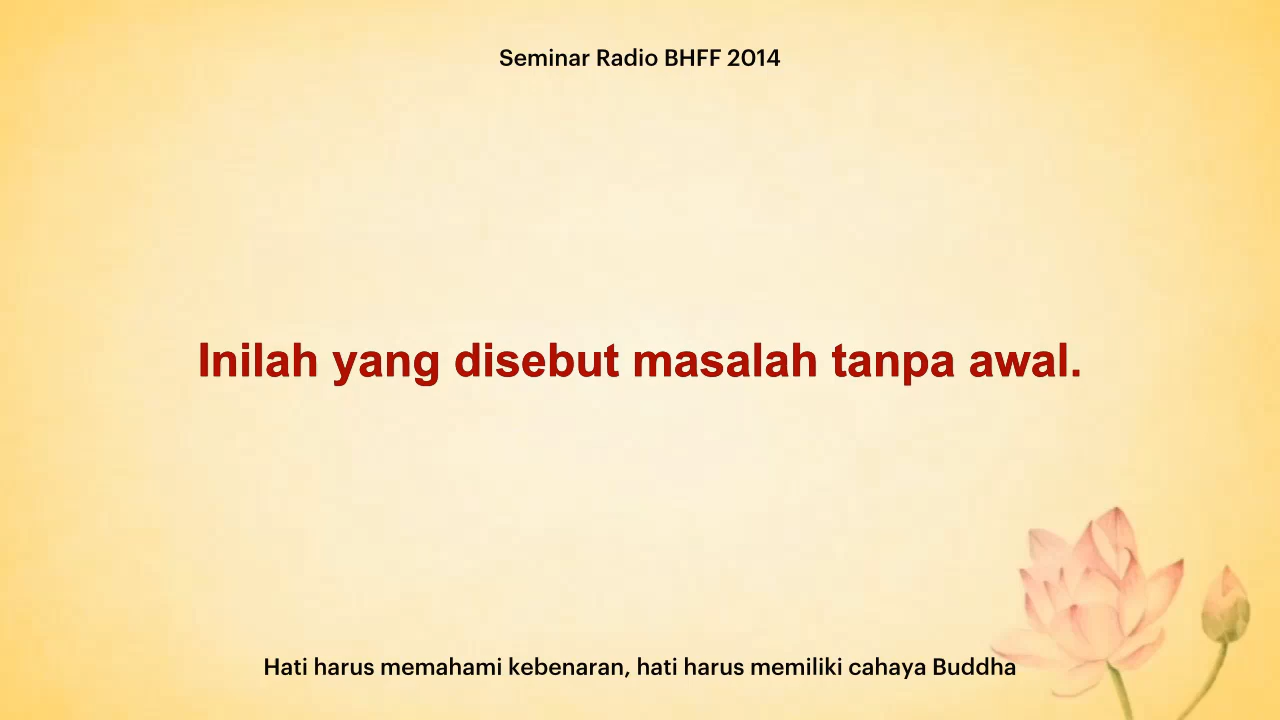 Seminar Radio BHFF 2014
Inilah yang disebut masalah tanpa awal.
Hati harus memahami kebenaran, hati harus memiliki cahaya Buddha